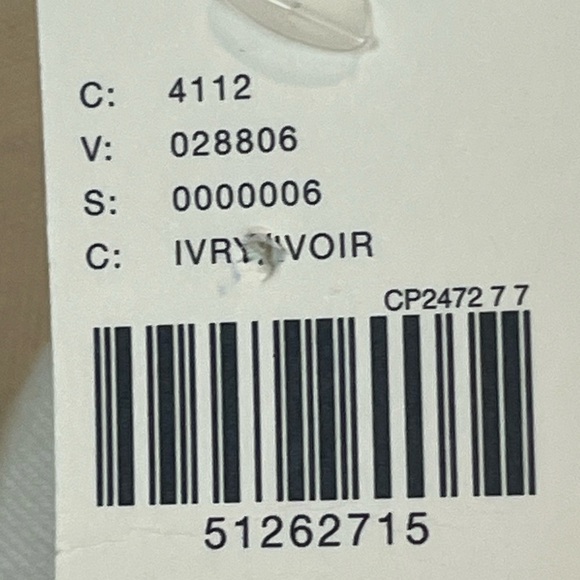 C: 4112
V: 028806
S: 0000006
C: IVRY/IVOIR
CP2472 7 7
51262715